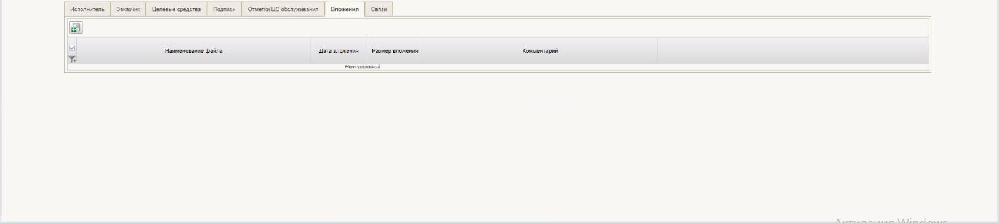 Исполнитель Заказчик Целевые средства Подписи Отметки ЦС обслуживания Вложения Связи
Наименование файла Дата вложения Размер вложения Комментарий
Нет вложений
Активация Windows